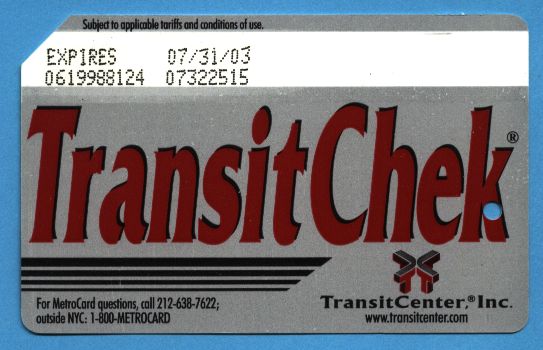 Subject to applicable tariffs and conditions of use.
EXPIRES 07/31/03
0619988124 07322515
TransitChek®
For MetroCard questions, call 212-638-7622;
outside NYC: 1-800-METROCARD
TransitCenter,® Inc.
www.transitcenter.com